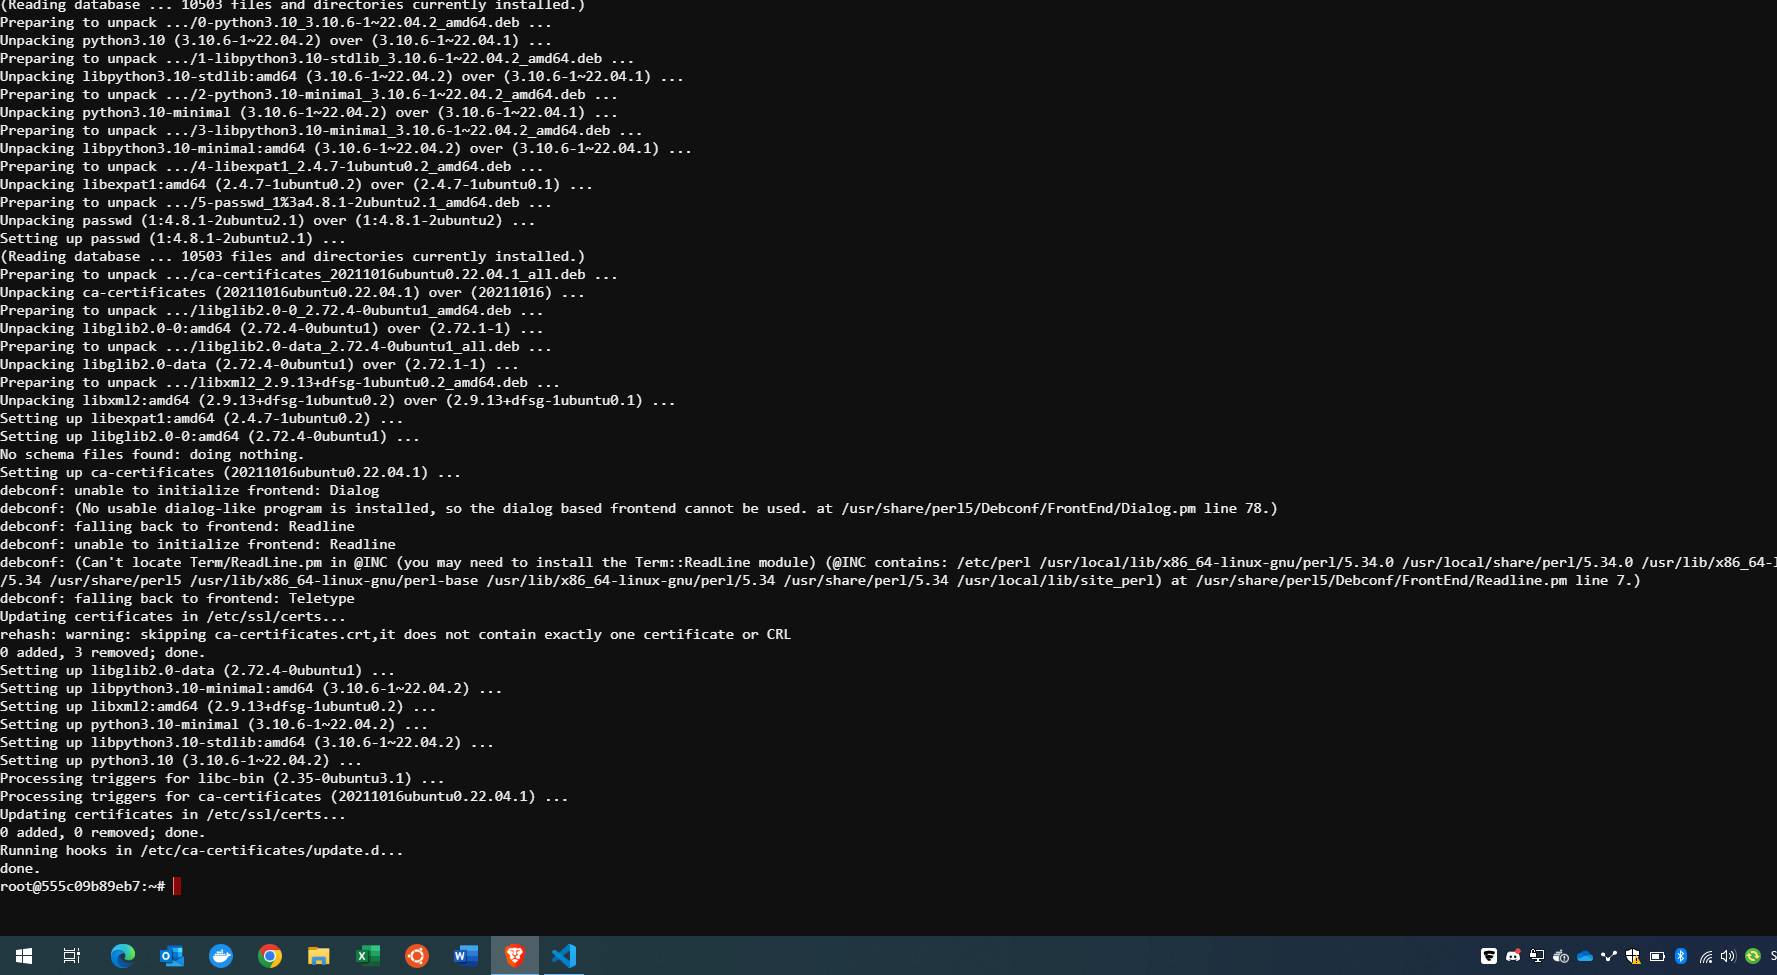 (Reading database ... 10503 files and directories currently installed.)
Preparing to unpack .../0-python3.10_3.10.6-1~22.04.2_amd64.deb ...
Unpacking python3.10 (3.10.6-1~22.04.2) over (3.10.6-1~22.04.1) ...
Preparing to unpack .../1-libpython3.10-stdlib_3.10.6-1~22.04.2_amd64.deb ...
Unpacking libpython3.10-stdlib:amd64 (3.10.6-1~22.04.2) over (3.10.6-1~22.04.1) ...
Preparing to unpack .../2-python3.10-minimal_3.10.6-1~22.04.2_amd64.deb ...
Unpacking python3.10-minimal (3.10.6-1~22.04.2) over (3.10.6-1~22.04.1) ...
Preparing to unpack .../3-libpython3.10-minimal_3.10.6-1~22.04.2_amd64.deb ...
Unpacking libpython3.10-minimal:amd64 (3.10.6-1~22.04.2) over (3.10.6-1~22.04.1) ...
Preparing to unpack .../4-libexpat1_2.4.7-1ubuntu0.2_amd64.deb ...
Unpacking libexpat1:amd64 (2.4.7-1ubuntu0.2) over (2.4.7-1ubuntu0.1) ...
Preparing to unpack .../5-passwd_1%3a4.8.1-2ubuntu2.1_amd64.deb ...
Unpacking passwd (1:4.8.1-2ubuntu2.1) over (1:4.8.1-2ubuntu2) ...
Setting up passwd (1:4.8.1-2ubuntu2.1) ...
(Reading database ... 10503 files and directories currently installed.)
Preparing to unpack .../ca-certificates_20211016ubuntu0.22.04.1_all.deb ...
Unpacking ca-certificates (20211016ubuntu0.22.04.1) over (20211016) ...
Preparing to unpack .../libglib2.0-0_2.72.4-0ubuntu1_amd64.deb ...
Unpacking libglib2.0-0:amd64 (2.72.4-0ubuntu1) over (2.72.1-1) ...
Preparing to unpack .../libglib2.0-data_2.72.4-0ubuntu1_all.deb ...
Unpacking libglib2.0-data (2.72.4-0ubuntu1) over (2.72.1-1) ...
Preparing to unpack .../libxml2_2.9.13+dfsg-1ubuntu0.2_amd64.deb ...
Unpacking libxml2:amd64 (2.9.13+dfsg-1ubuntu0.2) over (2.9.13+dfsg-1ubuntu0.1) ...
Setting up libexpat1:amd64 (2.4.7-1ubuntu0.2) ...
Setting up libglib2.0-0:amd64 (2.72.4-0ubuntu1) ...
No schema files found: doing nothing.
Setting up ca-certificates (20211016ubuntu0.22.04.1) ...
debconf: unable to initialize frontend: Dialog
debconf: (No usable dialog-like program is installed, so the dialog based frontend cannot be used. at /usr/share/perl5/Debconf/FrontEnd/Dialog.pm line 78.)
debconf: falling back to frontend: Readline
debconf: unable to initialize frontend: Readline
debconf: (Can't locate Term/ReadLine.pm in @INC (you may need to install the Term::ReadLine module) (@INC contains: /etc/perl /usr/local/lib/x86_64-linux-gnu/perl/5.34.0 /usr/local/share/perl/5.34.0 /usr/lib/x86_64-l
/5.34 /usr/share/perl5 /usr/lib/x86_64-linux-gnu/perl-base /usr/lib/x86_64-linux-gnu/perl/5.34 /usr/share/perl/5.34 /usr/local/lib/site_perl) at /usr/share/perl5/Debconf/FrontEnd/Readline.pm line 7.)
debconf: falling back to frontend: Teletype
Updating certificates in /etc/ssl/certs...
rehash: warning: skipping ca-certificates.crt,it does not contain exactly one certificate or CRL
0 added, 3 removed; done.
Setting up libglib2.0-data (2.72.4-0ubuntu1) ...
Setting up libpython3.10-minimal:amd64 (3.10.6-1~22.04.2) ...
Setting up libxml2:amd64 (2.9.13+dfsg-1ubuntu0.2) ...
Setting up python3.10-minimal (3.10.6-1~22.04.2) ...
Setting up libpython3.10-stdlib:amd64 (3.10.6-1~22.04.2) ...
Setting up python3.10 (3.10.6-1~22.04.2) ...
Processing triggers for libc-bin (2.35-0ubuntu3.1) ...
Processing triggers for ca-certificates (20211016ubuntu0.22.04.1) ...
Updating certificates in /etc/ssl/certs...
0 added, 0 removed; done.
Running hooks in /etc/ca-certificates/update.d...
done.
root@555c09b89eb7:~#